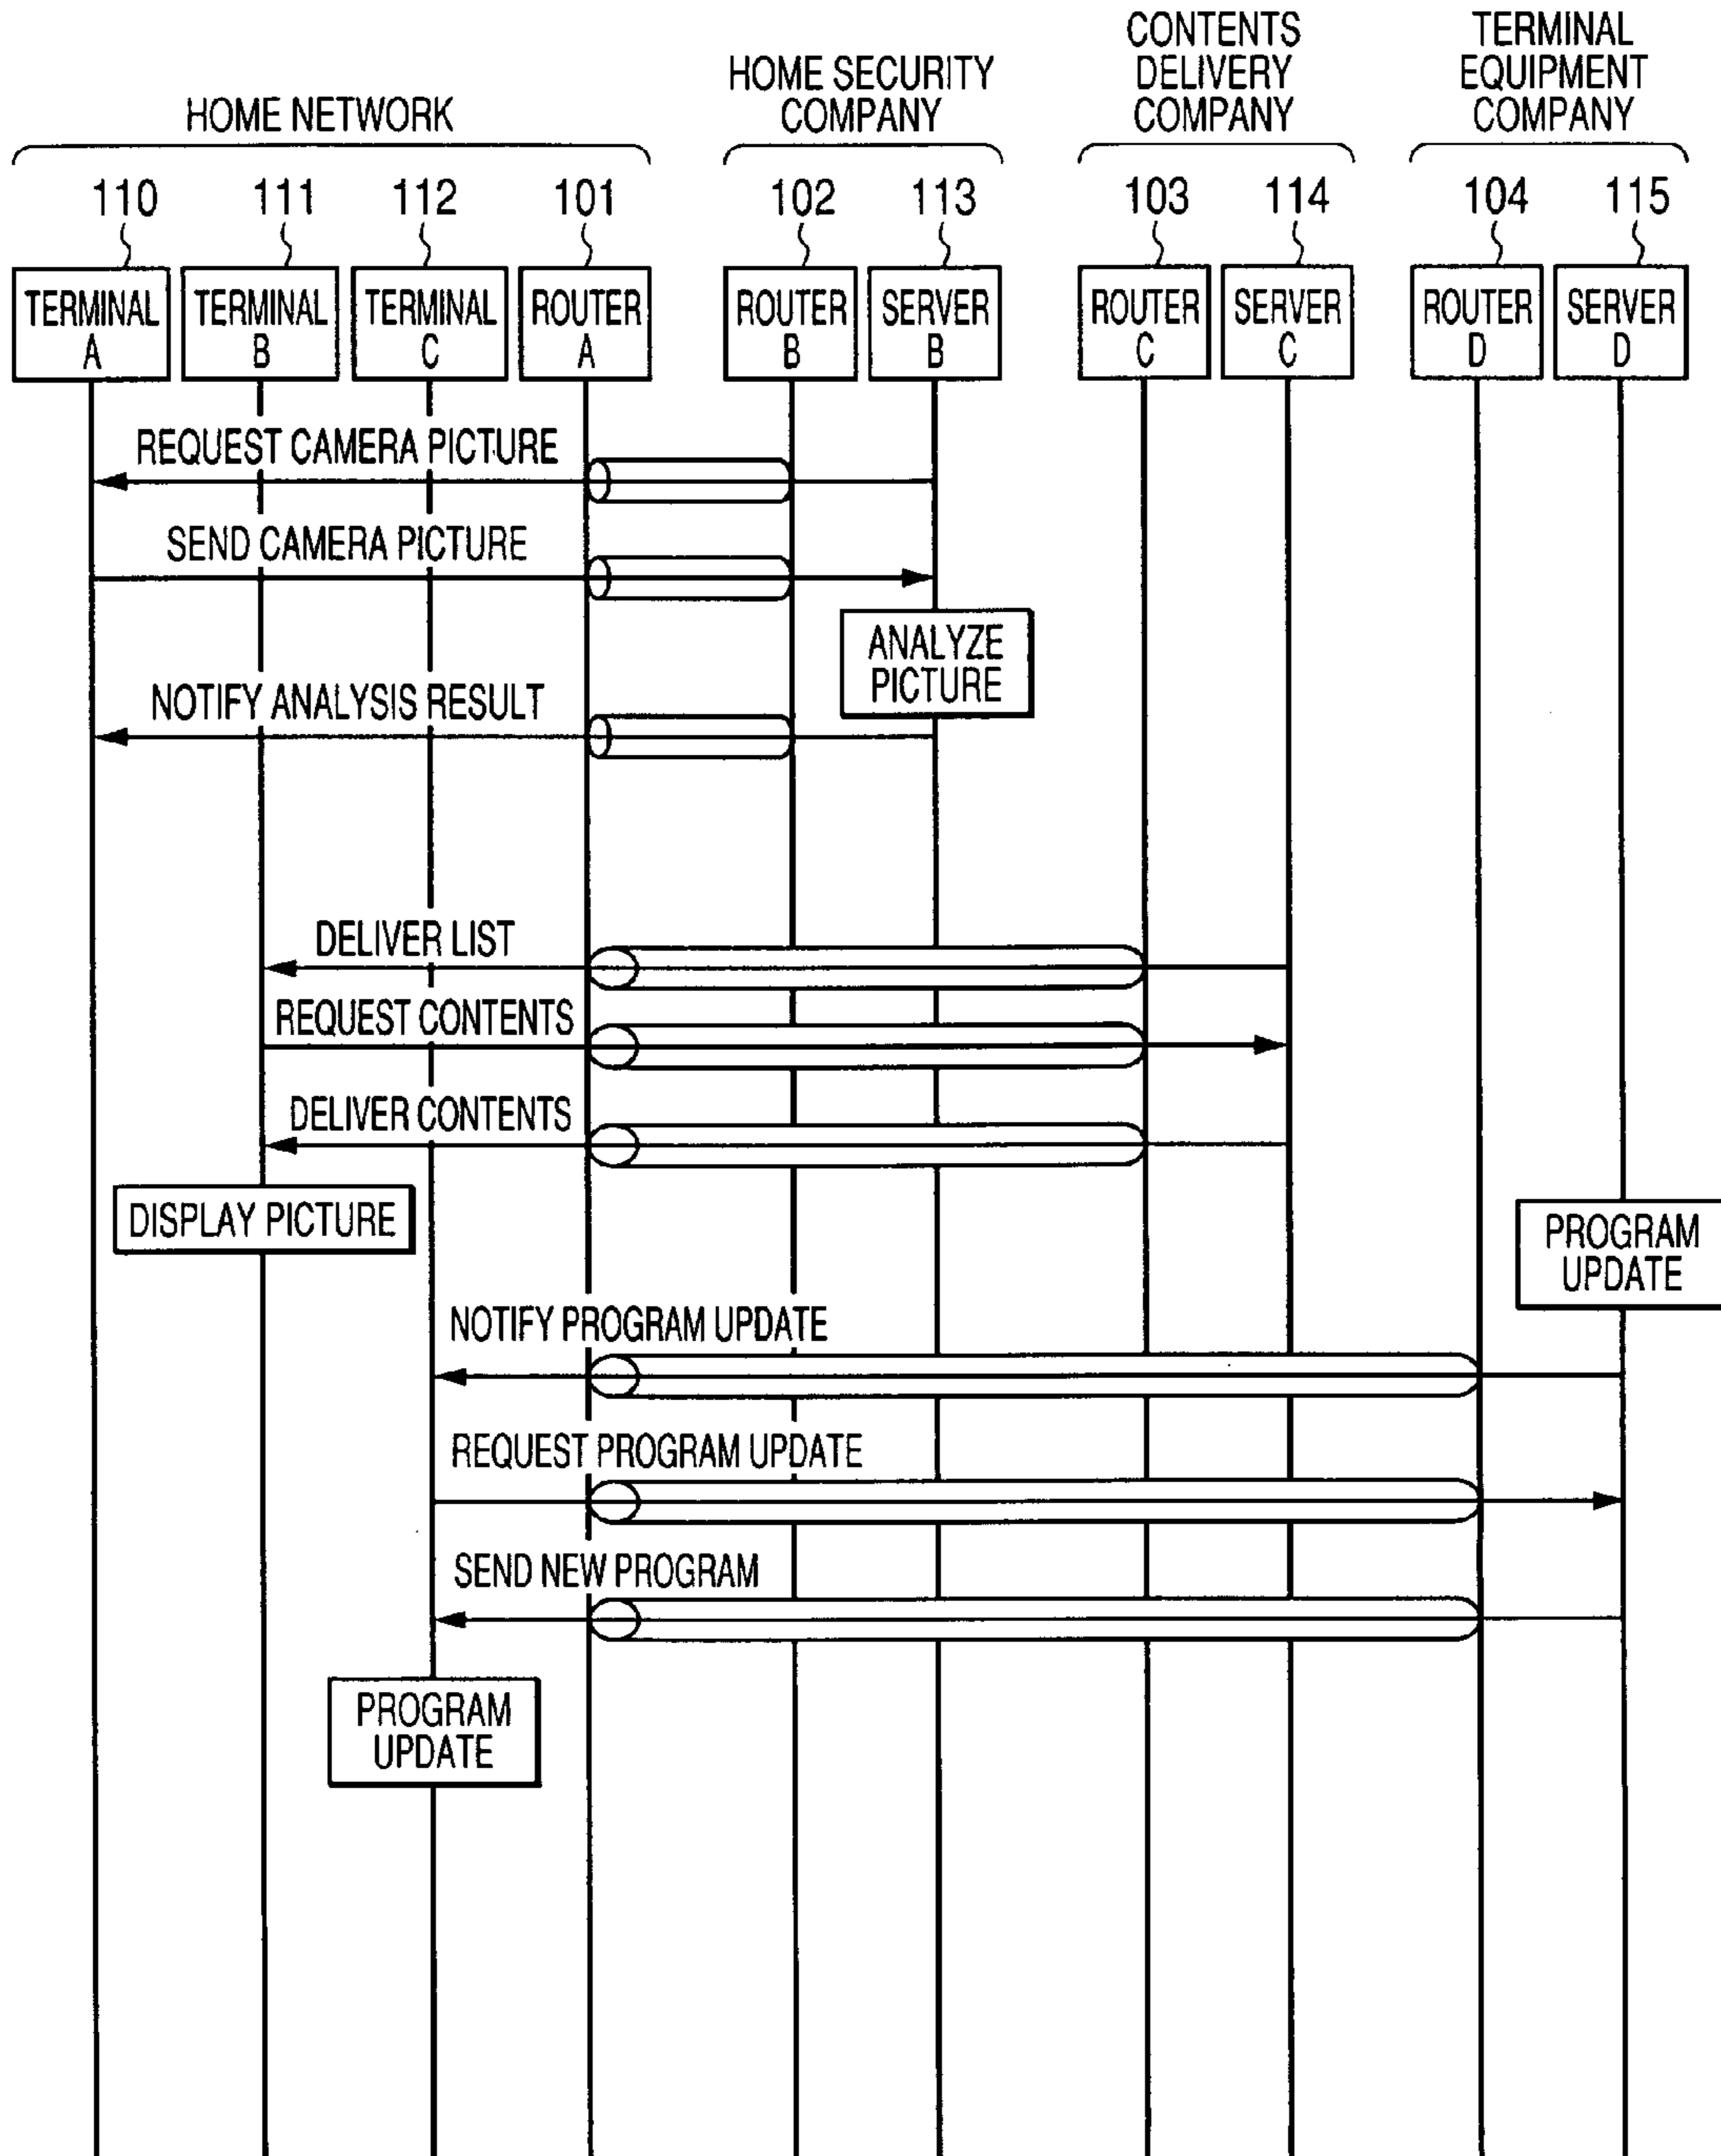 HOME NETWORK
HOME SECURITY
COMPANY
CONTENTS
DELIVERY
COMPANY
TERMINAL
EQUIPMENT
COMPANY
110
111
112
101
102
113
103
114
104
115
TERMINAL
A
TERMINAL
B
TERMINAL
C
ROUTER
A
ROUTER
B
SERVER
B
ROUTER
C
SERVER
C
ROUTER
D
SERVER
D
REQUEST CAMERA PICTURE
SEND CAMERA PICTURE
ANALYZE
PICTURE
NOTIFY ANALYSIS RESULT
DELIVER LIST
REQUEST CONTENTS
DELIVER CONTENTS
DISPLAY PICTURE
PROGRAM
UPDATE
NOTIFY PROGRAM UPDATE
REQUEST PROGRAM UPDATE
SEND NEW PROGRAM
PROGRAM
UPDATE